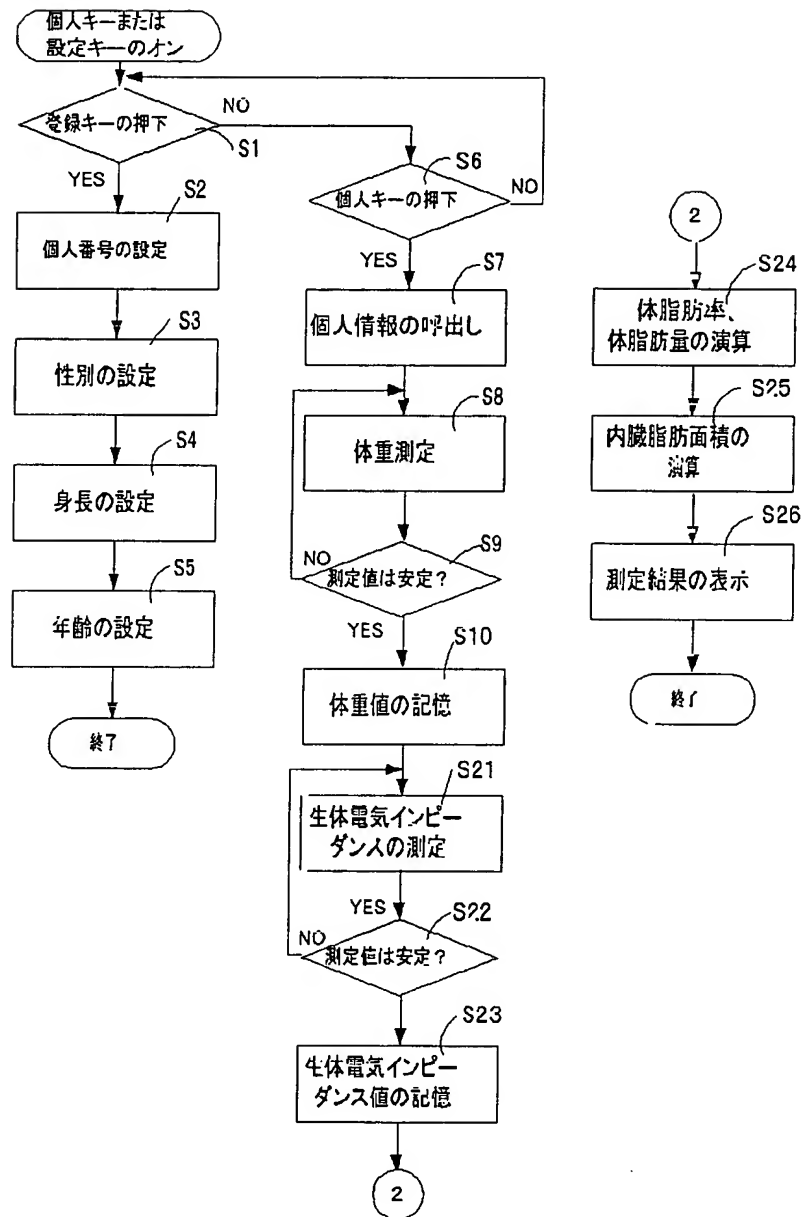 個人キーまたは
設定キーのオン
登録キーの押下
NO
S1
YES
S2
個人番号の設定
S3
性別の設定
S4
身長の設定
S5
年齢の設定
終了
S6
個人キーの押下
NO
YES
S7
個人情報の呼出し
S8
体重測定
S9
NO
測定値は安定？
YES
S10
体重値の記憶
S21
生体電気インピー
ダンスの測定
YES
S22
NO
測定値は安定？
S23
生体電気インピー
ダンス値の記憶
2
2
S24
体脂肪率、
体脂肪量の演算
S25
内臓脂肪面積の
演算
S26
測定結果の表示
終了